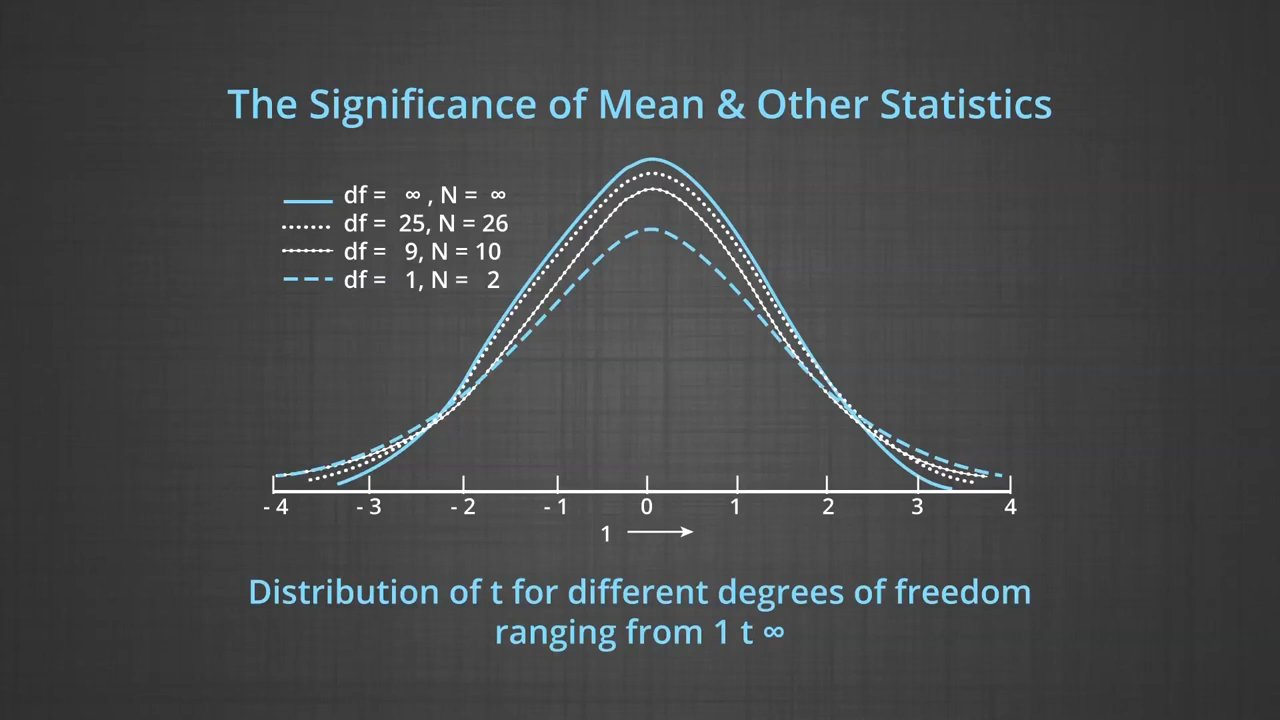 The Significance of Mean & Other Statistics
df = ∞ , N = ∞
df = 25, N = 26
df = 9, N = 10
df = 1, N = 2
- 4 - 3 - 2 - 1 0 1 2 3 4
1
Distribution of t for different degrees of freedom
ranging from 1 t ∞